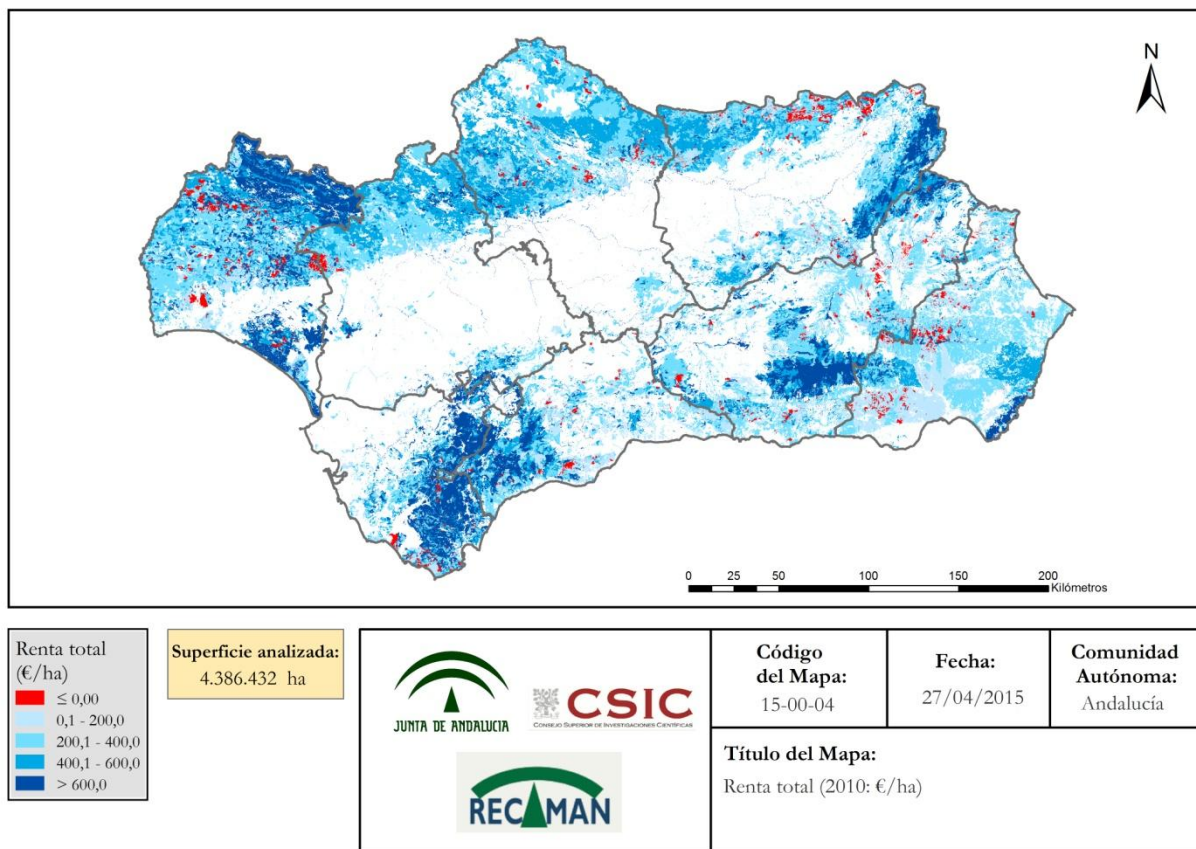 N
0 25 50 100 150 200
Kilómetros
Renta total
(€/ha)
≤ 0,00
0,1 - 200,0
200,1 - 400,0
400,1 - 600,0
> 600,0
Superficie analizada:
4.386.432 ha
JUNTA DE ANDALUCIA
CSIC
CONSEJO SUPERIOR DE INVESTIGACIONES CIENTÍFICAS
RECAMAN
Código
del Mapa:
15-00-04
Fecha:
27/04/2015
Comunidad
Autónoma:
Andalucía
Título del Mapa:
Renta total (2010: €/ha)